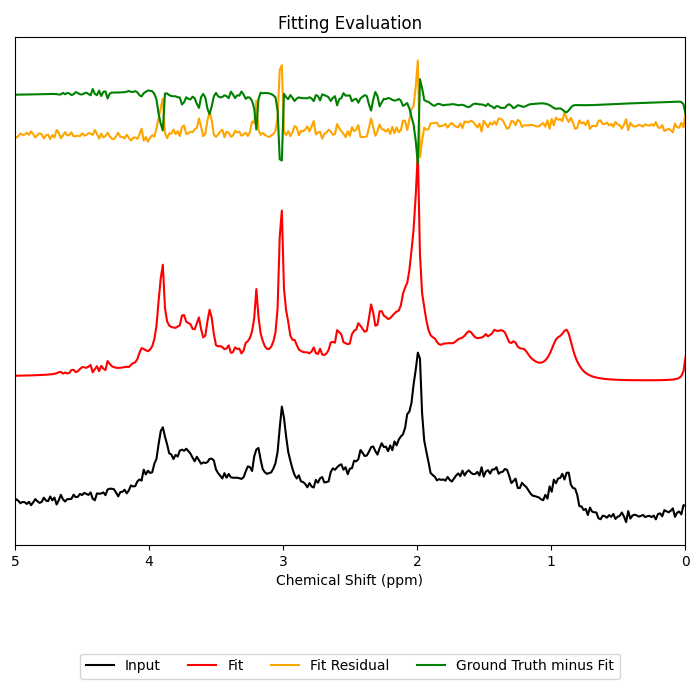 Fitting Evaluation
5 4 3 2 1 0
Chemical Shift (ppm)
Input Fit Fit Residual Ground Truth minus Fit